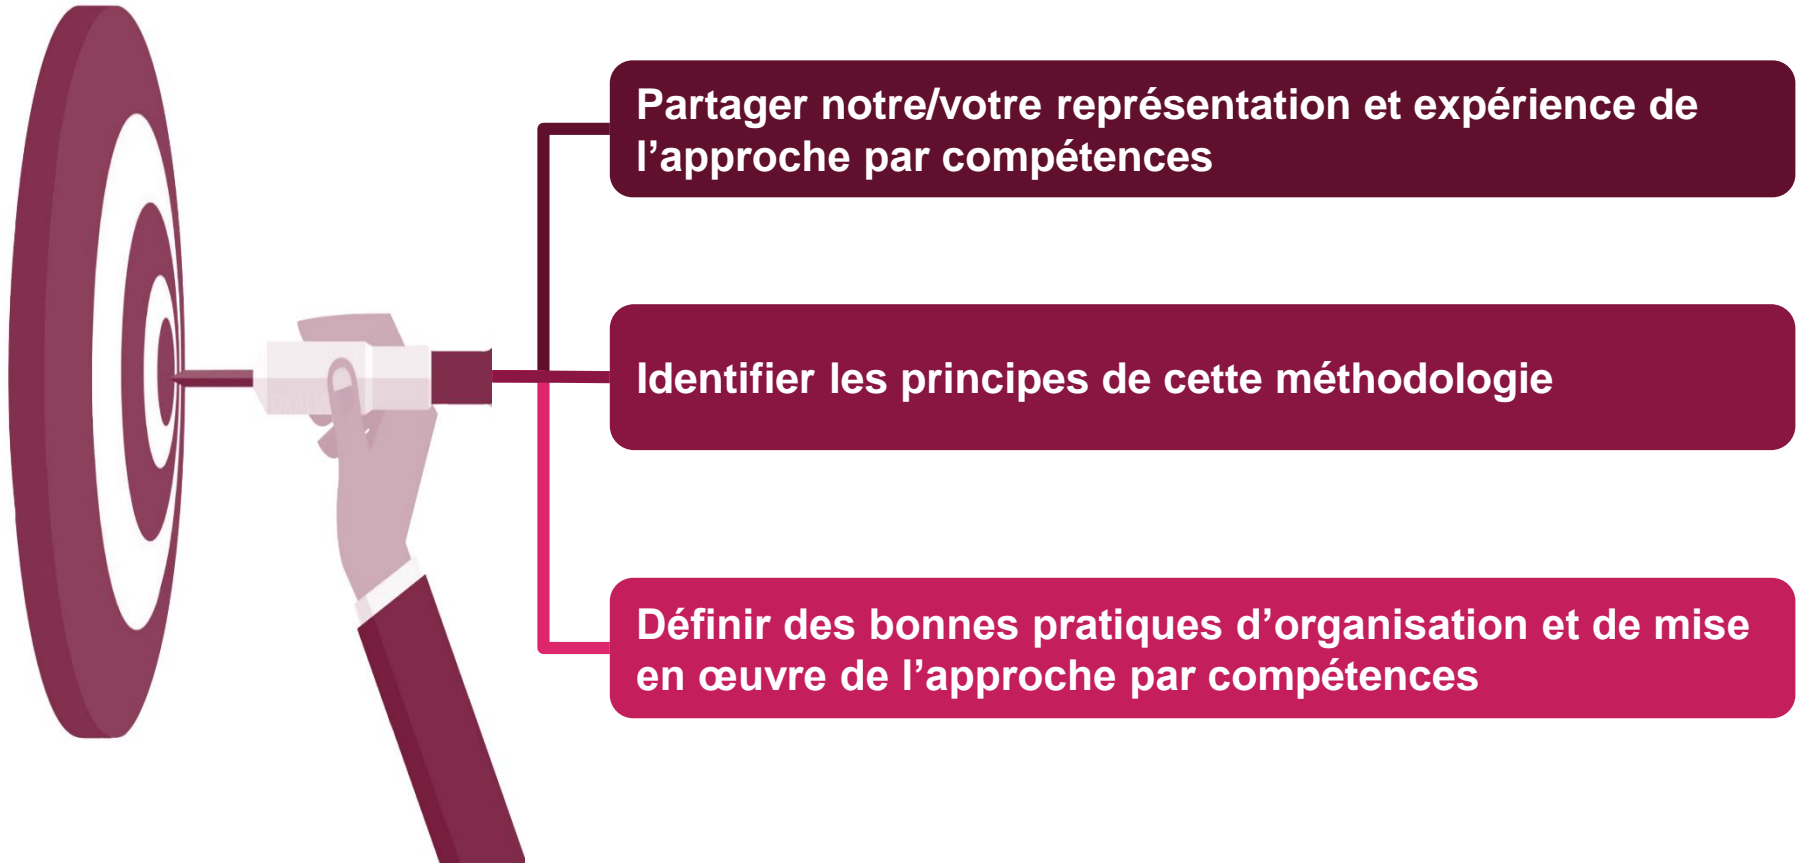 Partager notre/votre représentation et expérience de
l’approche par compétences
Identifier les principes de cette méthodologie
Définir des bonnes pratiques d’organisation et de mise
en œuvre de l’approche par compétences